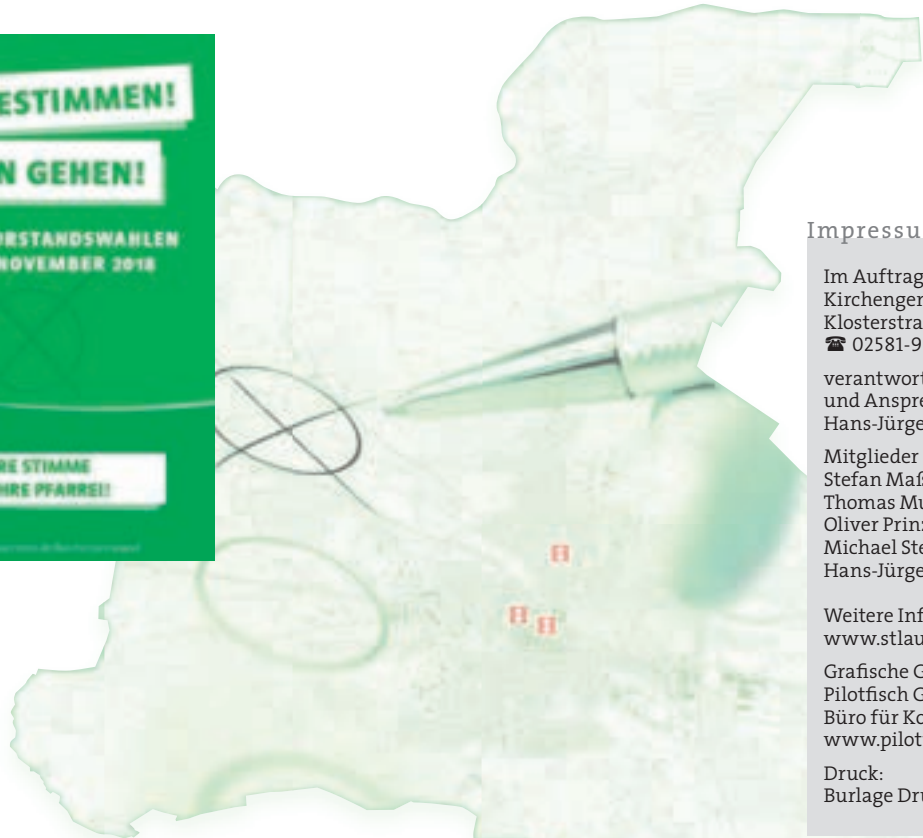 ESTIMMEN!
N GEHEN!
ORSTANDSWAHLEN
NOVEMBER 2018
RE STIMME
HRE PFARREI!
Impressu
Im Auftrag
Kirchenger
Klosterstra
☎ 02581-9
verantwort
und Anspre
Hans-Jürge
Mitglieder
Stefan Maß
Thomas Mu
Oliver Prin
Michael Ste
Hans-Jürge
Weitere Inf
www.stlau
Grafische G
Pilotfisch G
Büro für Ko
www.pilot
Druck:
Burlage Dru